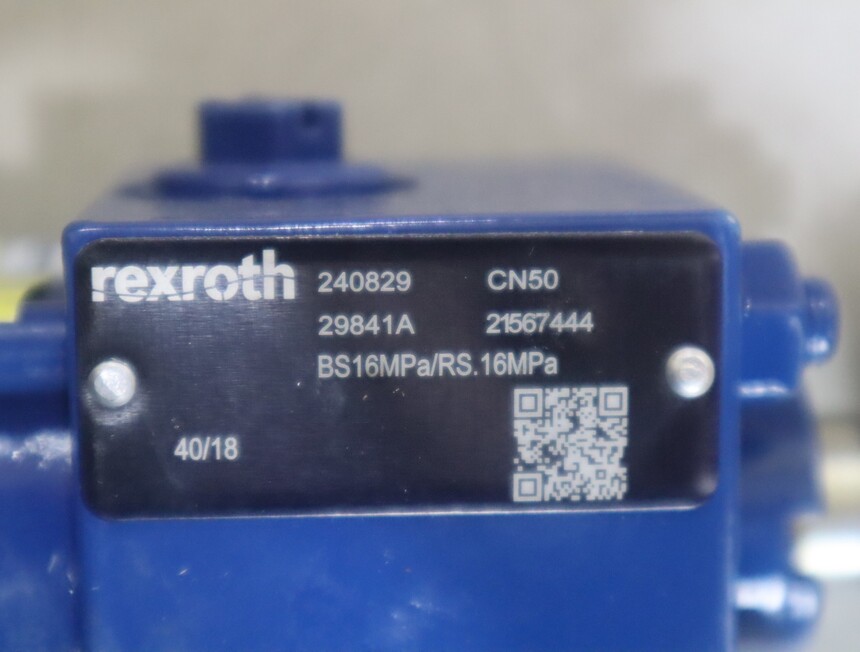 rexroth 240829 CN50
29841A 21567444
BS16MPa/RS.16MPa
40/18